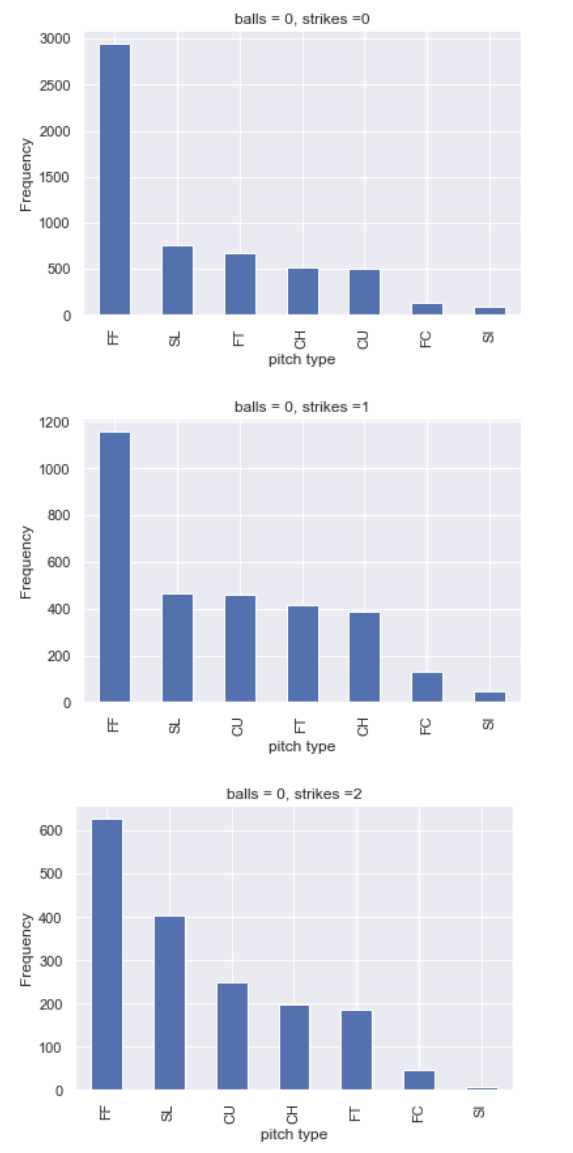 balls = 0, strikes =0
3000
2500
2000
1500
1000
500
0
Frequency
FF SL FT CH CU FC SI
pitch type
balls = 0, strikes =1
1200
1000
800
600
400
200
0
Frequency
FF SL CU FT CH FC SI
pitch type
balls = 0, strikes =2
600
500
400
300
200
100
0
Frequency
FF SL CU CH FT FC SI
pitch type